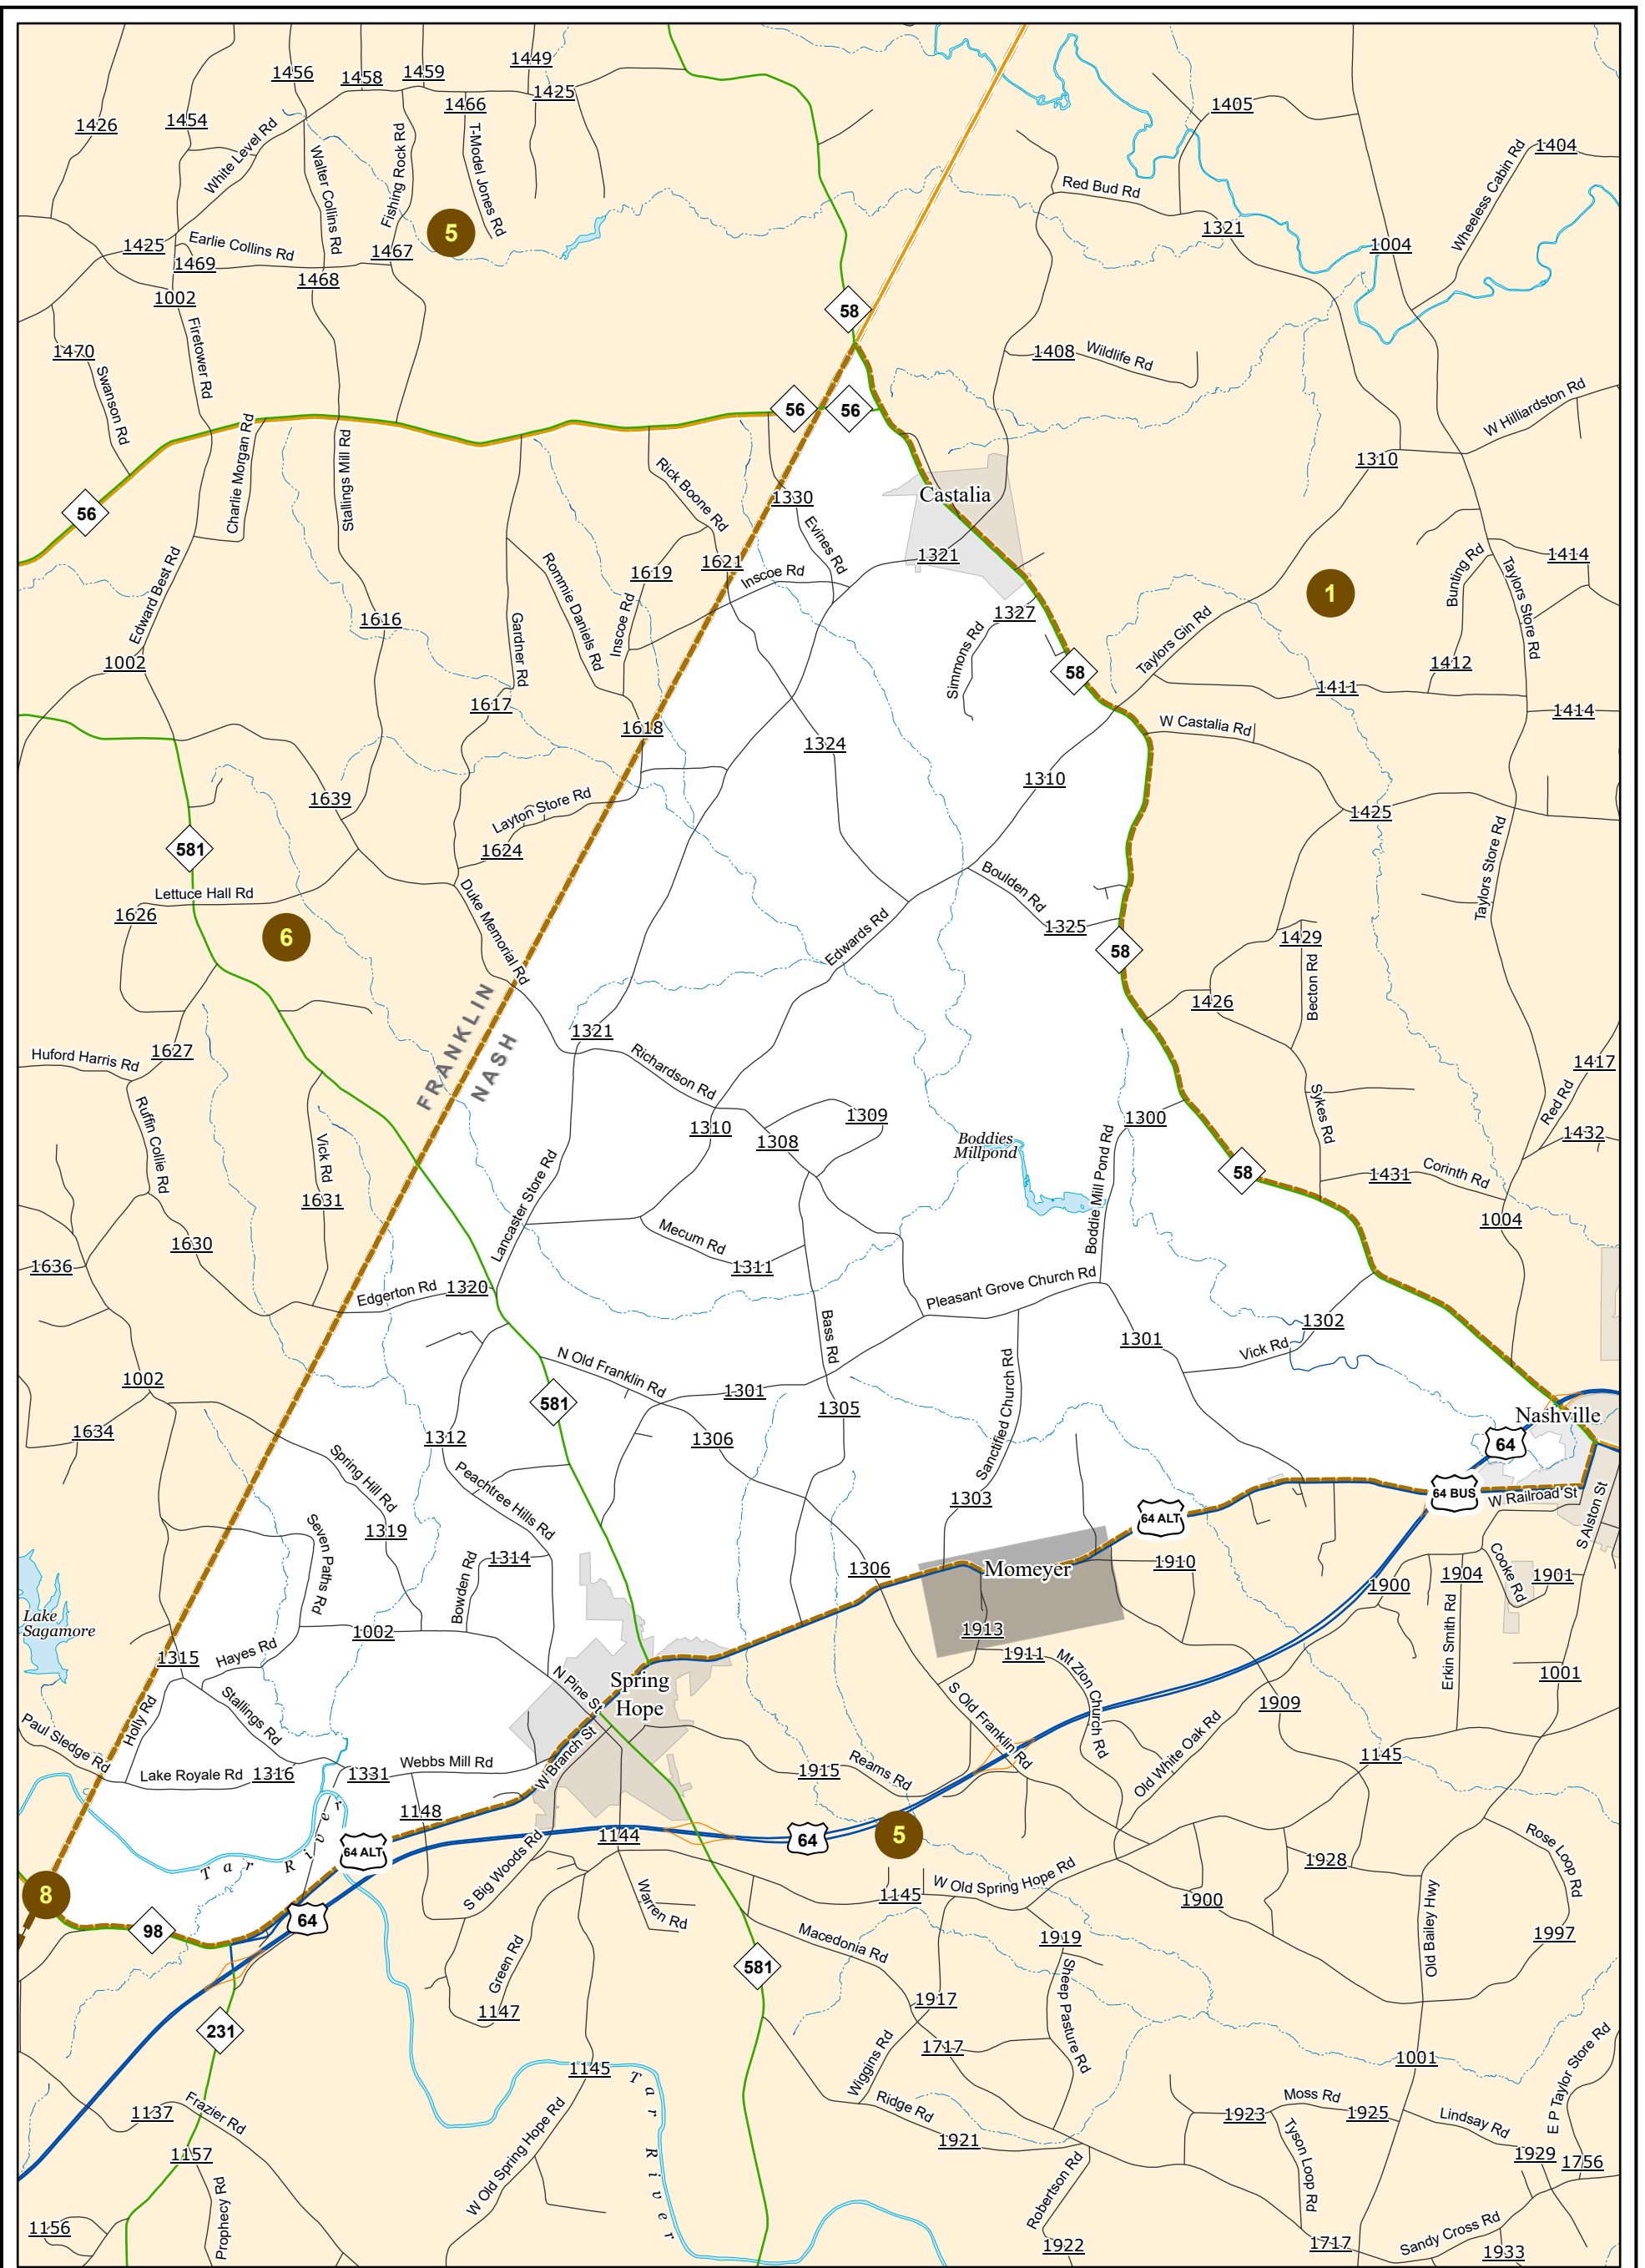 1449
1456
1458
1459
1425
1466
1405
1426
1454
White Level Rd
Walter Collins Rd
Fishing Rock Rd
T-Model Jones Rd
1404
Wheeless Cabin Rd
Red Bud Rd
5
1321
1425
Earlie Collins Rd
1467
1004
1469
1468
1002
58
Firetower Rd
1470
Swanson Rd
1408
Wildlife Rd
56
56
W Hilliardston Rd
Charlie Morgan Rd
Stallings Mill Rd
1310
Rick Boone Rd
1330
Castalia
56
Evines Rd
1321
1414
Edward Best Rd
Rommie Daniels Rd
1619
1621
Inscoe Rd
Bunting Rd
Taylors Store Rd
1
1616
Gardner Rd
Inscoe Rd
1327
Simmons Rd
Taylors Gin Rd
1002
58
1412
1411
1617
1618
W Castalia Rd
1414
1324
1310
1639
Layton Store Rd
1425
581
1624
Taylors Store Rd
Lettuce Hall Rd
Duke Memorial Rd
Boulden Rd
1626
1325
6
Edwards Rd
58
1429
Becton Rd
1426
FRANKLIN
NASH
1321
Huford Harris Rd
1627
Richardson Rd
1417
Ruffin Collie Rd
Red Rd
1309
1300
Sykes Rd
1310
1308
Boddies
Millpond
1432
Vick Rd
Boddie Mill Pond Rd
58
1431
Corinth Rd
1631
Lancaster Store Rd
1004
1630
Mecum Rd
1636
1311
Edgerton Rd
1320
Pleasant Grove Church Rd
1302
Bass Rd
1301
Vick Rd
N Old Franklin Rd
1002
1301
Sanctified Church Rd
581
1305
Nashville
1634
1312
1306
64
Spring Hill Rd
Peachtree Hills Rd
64 BUS
W Railroad St
1303
64 ALT
S Alston St
Seven Paths Rd
1319
1314
1306
Momeyer
1910
Bowden Rd
1900
1904
Cooke Rd
1901
Lake
Sagamore
1002
1913
Erkin Smith Rd
1315
Hayes Rd
1911
Mt Zion Church Rd
1001
Spring
Hope
N Pine St
Stallings Rd
S Old Franklin Rd
1909
Holly Rd
Paul Sledge Rd
Old White Oak Rd
Lake Royale Rd
1316
1331
Webbs Mill Rd
W Branch St
1915
Reams Rd
1145
1148
64 ALT
1144
64
5
Tar River
Rose Loop Rd
1928
S Big Woods Rd
W Old Spring Hope Rd
8
1145
1900
Old Bailey Hwy
98
64
Warren Rd
Macedonia Rd
1919
1997
Green Rd
581
Sheep Pasture Rd
1147
1917
231
1717
Wiggins Rd
1001
E P Taylor Store Rd
1145
Tar River
1137
Frazier Rd
Ridge Rd
1923
Moss Rd
1925
Lindsay Rd
W Old Spring Hope Rd
1921
Tyson Loop Rd
1157
1929
1756
Robertson Rd
Prophecy Rd
1156
1922
1717
Sandy Cross Rd
1933